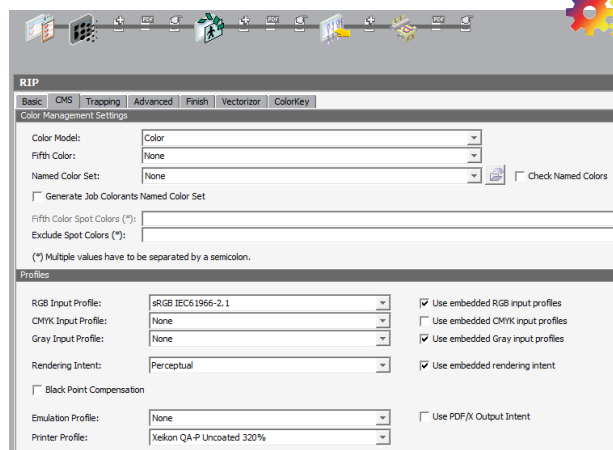 PDF PDF PDF PDF
RIP
Basic CMS Trapping Advanced Finish Vectorizor ColorKey
Color Management Settings
Color Model: Color
Fifth Color: None
Named Color Set: None Check Named Colors
Generate Job Colorants Named Color Set
Fifth Color Spot Colors (*):
Exclude Spot Colors (*):
(*) Multiple values have to be separated by a semicolon.
Profiles
RGB Input Profile: sRGB IEC61966-2.1 Use embedded RGB input profiles
CMYK Input Profile: None Use embedded CMYK input profiles
Gray Input Profile: None Use embedded Gray input profiles
Rendering Intent: Perceptual Use embedded rendering intent
Black Point Compensation
Emulation Profile: None Use PDF/X Output Intent
Printer Profile: Xeikon QA-P Uncoated 320%